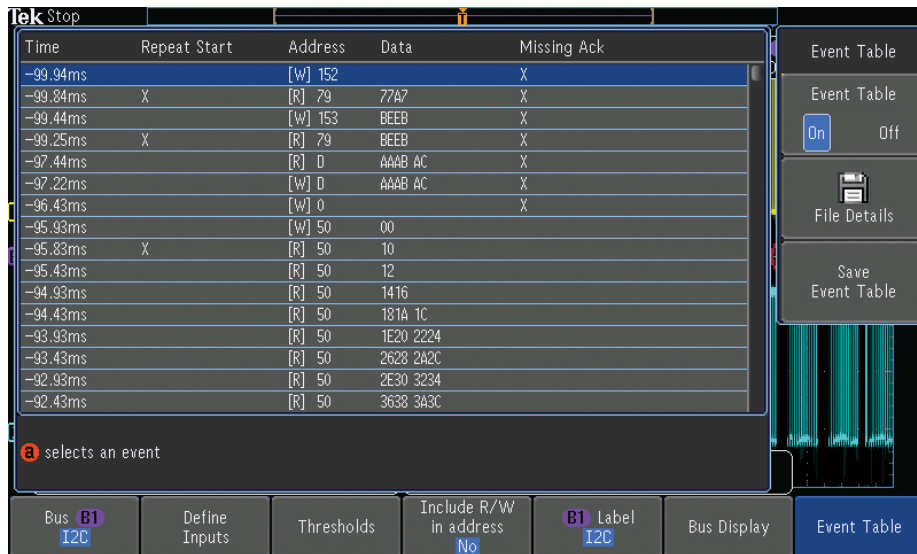 Tek Stop
T
Time Repeat Start Address Data Missing Ack
-99.94ms [W] 152 X
-99.84ms X [R] 79 77A7 X
-99.44ms [W] 153 BEEB X
-99.25ms X [R] 79 BEEB X
-97.44ms [R] D AAAB AC X
-97.22ms [W] D AAAB AC X
-96.43ms [W] 0 X
-95.93ms [W] 50 00
-95.83ms X [R] 50 10
-95.43ms [R] 50 12
-94.93ms [R] 50 1416
-94.43ms [R] 50 181A 1C
-93.93ms [R] 50 1E20 2224
-93.43ms [R] 50 2628 2A2C
-92.93ms [R] 50 2E30 3234
-92.43ms [R] 50 3638 3A3C
a selects an event
Event Table
Event Table
On Off
File Details
Save
Event Table
Bus B1
I2C
Define
Inputs
Thresholds
Include R/W
in address
No
B1 Label
I2C
Bus Display
Event Table